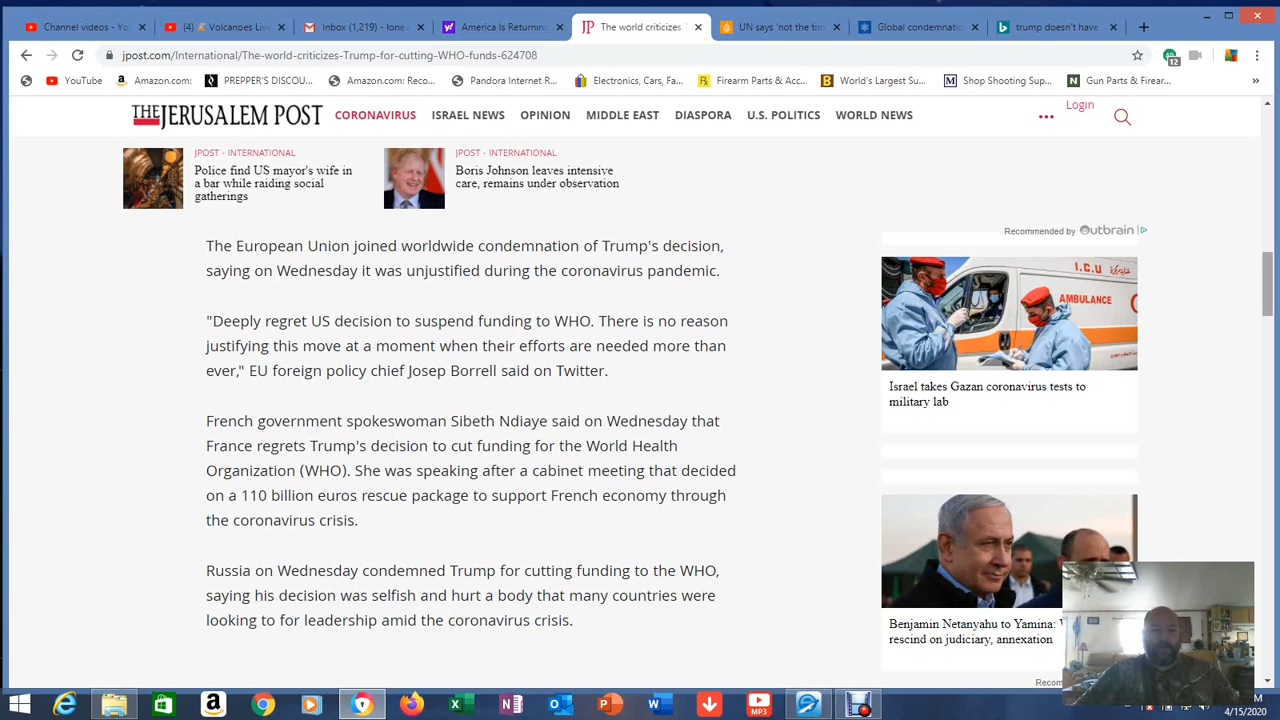 Channel videos - Yu
(4) Volcanoes Live
Inbox (1,219) - lone
America Is Returning
JP The world criticizes T
UN says 'not the tim
Global condemnation
trump doesn't have
jpost.com/International/The-world-criticizes-Trump-for-cutting-WHO-funds-624708
12
YouTube
Amazon.com:
PREPPER'S DISCOU...
Amazon.com: Reco...
Pandora Internet R...
Electronics, Cars, Fa...
Firearm Parts & Acc...
World's Largest Su...
Shop Shooting Sup...
Gun Parts & Firear...
THE JERUSALEM POST
CORONAVIRUS
ISRAEL NEWS
OPINION
MIDDLE EAST
DIASPORA
U.S. POLITICS
WORLD NEWS
Login
JPOST - INTERNATIONAL
Police find US mayor's wife in
a bar while raiding social
gatherings
JPOST - INTERNATIONAL
Boris Johnson leaves intensive
care, remains under observation
The European Union joined worldwide condemnation of Trump's decision,
saying on Wednesday it was unjustified during the coronavirus pandemic.
"Deeply regret US decision to suspend funding to WHO. There is no reason
justifying this move at a moment when their efforts are needed more than
ever," EU foreign policy chief Josep Borrell said on Twitter.
French government spokeswoman Sibeth Ndiaye said on Wednesday that
France regrets Trump's decision to cut funding for the World Health
Organization (WHO). She was speaking after a cabinet meeting that decided
on a 110 billion euros rescue package to support French economy through
the coronavirus crisis.
Russia on Wednesday condemned Trump for cutting funding to the WHO,
saying his decision was selfish and hurt a body that many countries were
looking to for leadership amid the coronavirus crisis.
Recommended by Outbrain
I.C.U
AMBULANCE
Israel takes Gazan coronavirus tests to
military lab
Benjamin Netanyahu to Yamina:
rescind on judiciary, annexation
Recom
MP3
4/15/2020